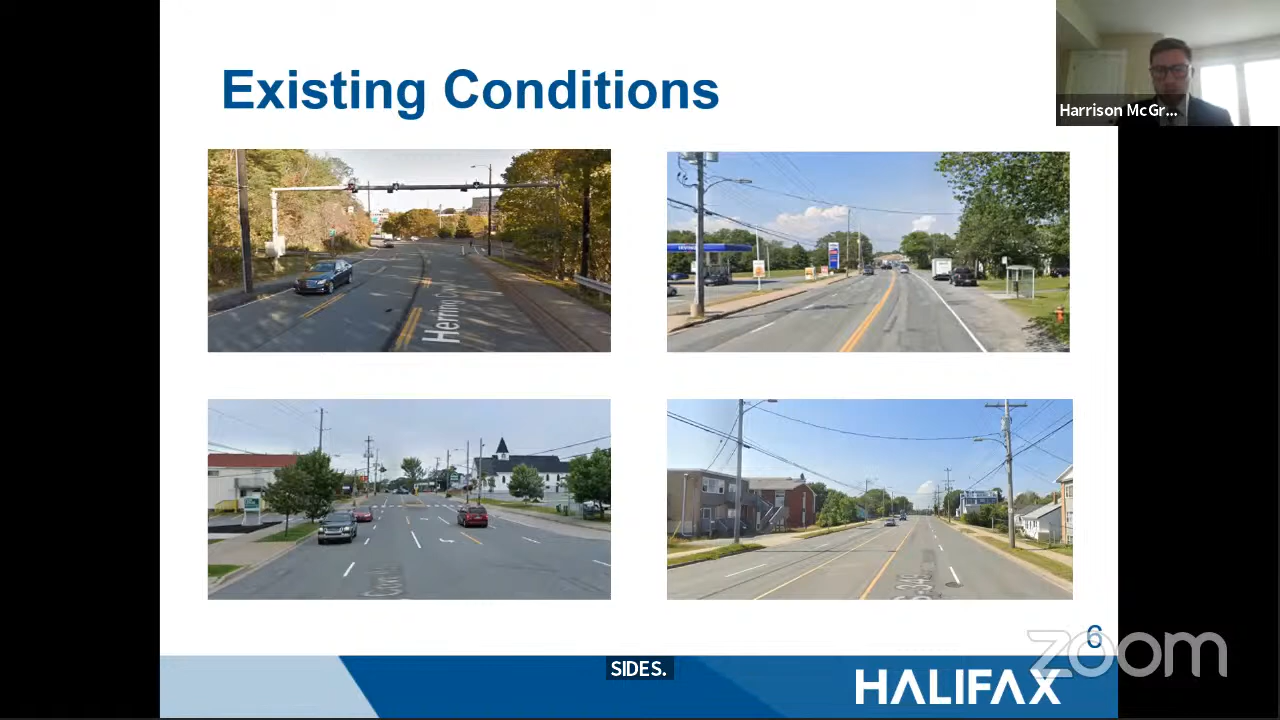 Existing Conditions
Harrison McGr...
Herring
6
zoom
SIDES.
HALIFAX